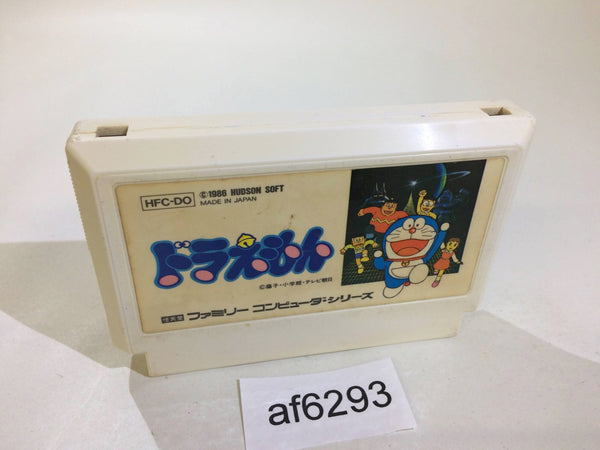 HFC-DO
©1986 HUDSON SOFT
MADE IN JAPAN
ドラえもん
©藤子・小学館・テレビ朝日
任天堂 ファミリーコンピュータ・シリーズ
af6293